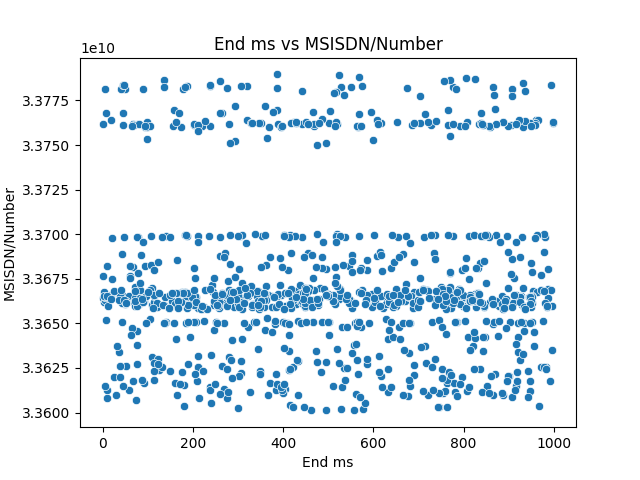 End ms vs MSISDN/Number
1e10
3.3775
3.3750
3.3725
3.3700
3.3675
3.3650
3.3625
3.3600
MSISDN/Number
0 200 400 600 800 1000
End ms